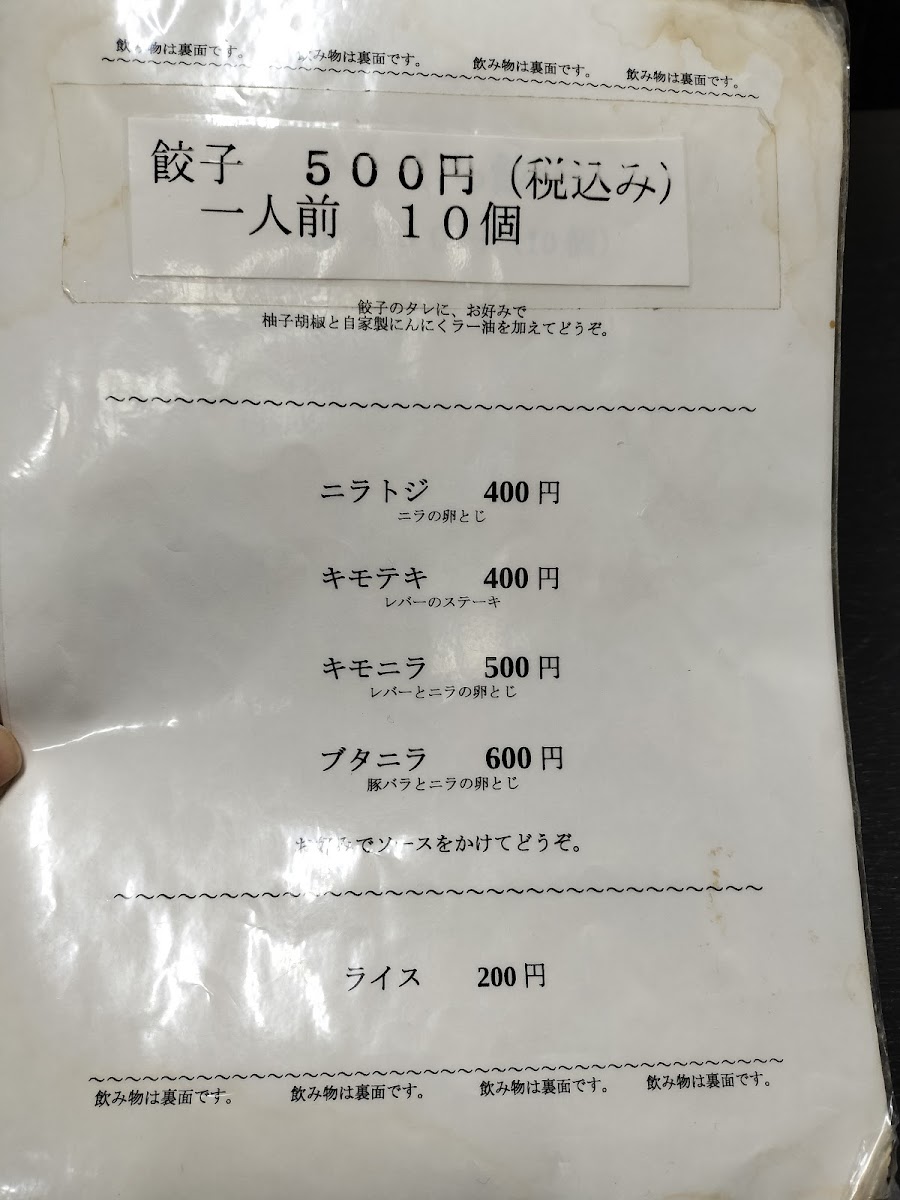 飲み物は裏面です。 飲み物は裏面です。 飲み物は裏面です。 飲み物は裏面です。
~~~~~~~~~~~~~~~~~~~~~~~~~~~~~
餃子 500円(税込み)
一人前 10個
餃子のタレに、お好みで
柚子胡椒と自家製にんにくラー油を加えてどうぞ。
~~~~~~~~~~~~~~~~~~~~~~~~~~~~~
ニラトジ 400円
ニラの卵とじ
キモテキ 400円
レバーのステーキ
キモニラ 500円
レバーとニラの卵とじ
ブタニラ 600円
豚バラとニラの卵とじ
お好みでソースをかけてどうぞ。
~~~~~~~~~~~~~~~~~~~~~~~~~~~~~
ライス 200円
~~~~~~~~~~~~~~~~~~~~~~~~~~~~~
飲み物は裏面です。 飲み物は裏面です。 飲み物は裏面です。 飲み物は裏面です。